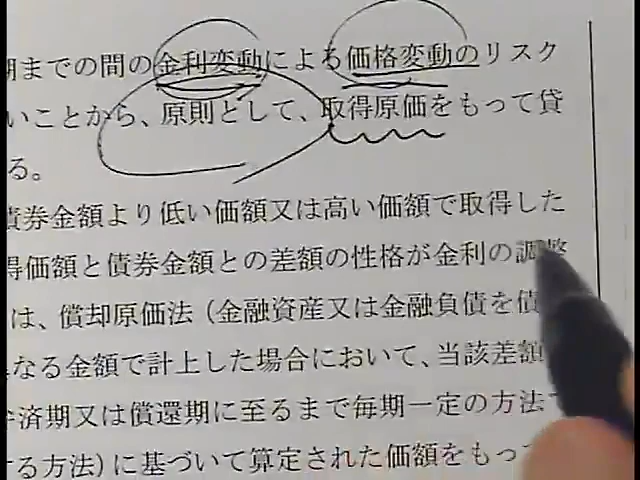 期までの間の金利変動による価格変動のリスク
いことから、原則として、取得原価をもって貸
る。
債券金額より低い価額又は高い価額で取得した
得価額と債券金額との差額の性格が金利の調整
は、償却原価法（金融資産又は金融負債を債
なる金額で計上した場合において、当該差額
弁済期又は償還期に至るまで毎期一定の方法で
する方法）に基づいて算定された価額をもって